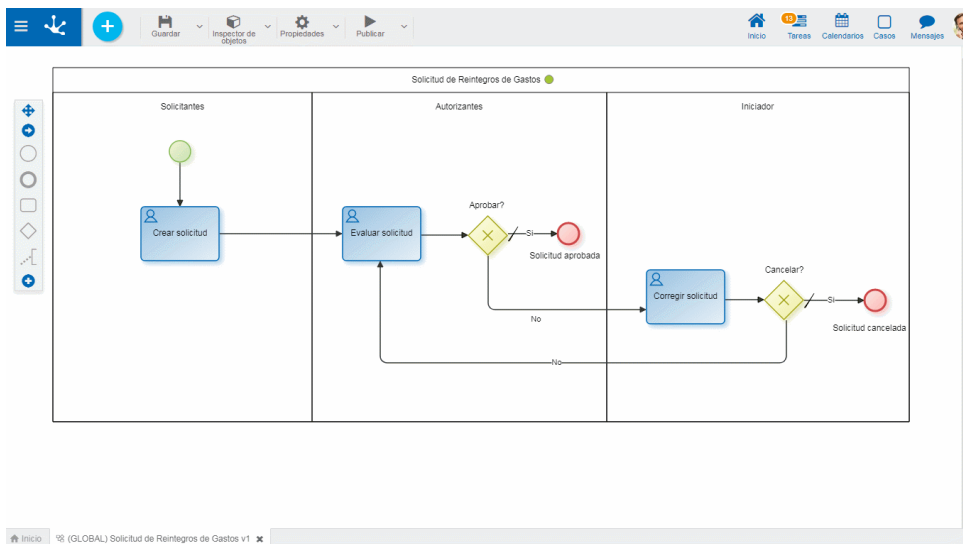 Guardar
Inspector de
objetos
Propiedades
Publicar
Inicio
13
Tareas
Calendarios
Casos
Mensajes
Solicitud de Reintegros de Gastos
Solicitantes
Autorizantes
Iniciador
Crear solicitud
Evaluar solicitud
Aprobar?
Si
Solicitud aprobada
No
Corregir solicitud
Cancelar?
Si
Solicitud cancelada
No
Inicio
(GLOBAL) Solicitud de Reintegros de Gastos v1